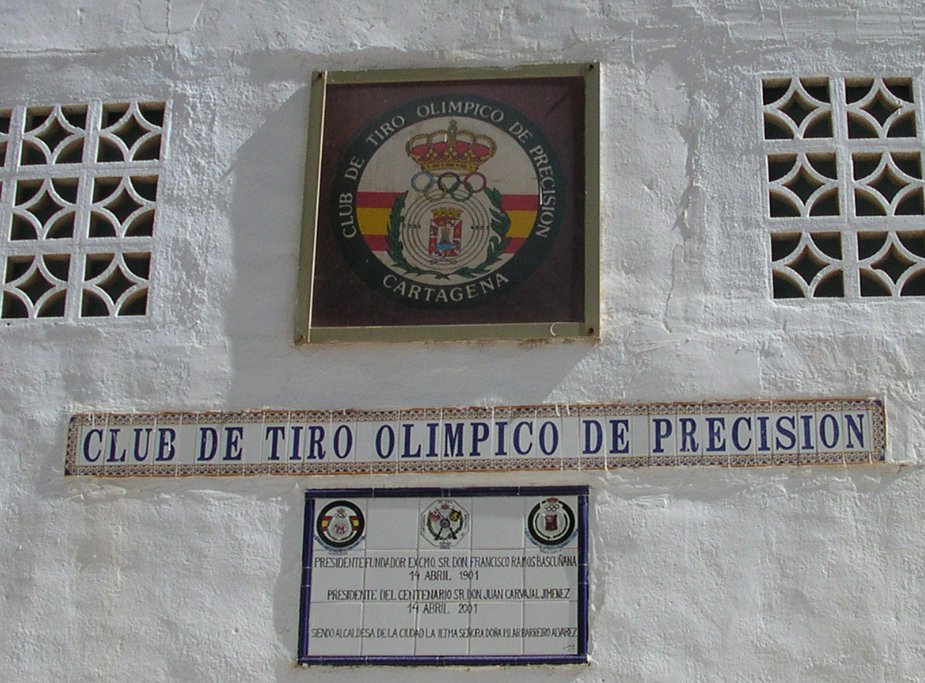 CLUB DE TIRO OLIMPICO DE PRECISION
CARTAGENA
CLUB DE TIRO OLIMPICO DE PRECISION
PRESIDENTE FUNDADOR EXCMO. SR. DON FRANCISCO RAMOS BASCUÑANA
14 ABRIL 1901
PRESIDENTE DEL CENTENARIO SR. DON JUAN CARVAJAL JIMENEZ
14 ABRIL 2001
SIENDO ALCALDESA DE LA CIUDAD LA ILTMA SEÑORA DOÑA PILAR BARREIRO ALVAREZ